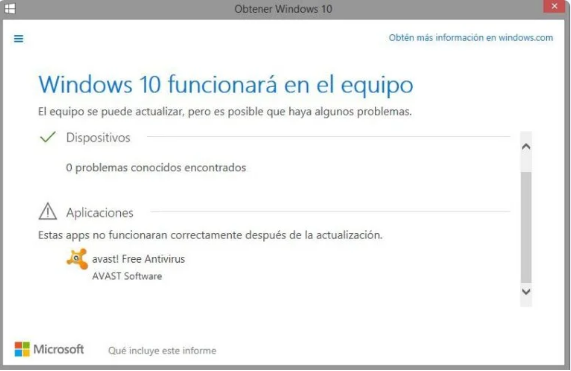 Obtener Windows 10
Obtén más información en windows.com
Windows 10 funcionará en el equipo
El equipo se puede actualizar, pero es posible que haya algunos problemas.
Dispositivos
0 problemas conocidos encontrados
Aplicaciones
Estas apps no funcionaran correctamente después de la actualización.
avast! Free Antivirus
AVAST Software
Microsoft Qué incluye este informe